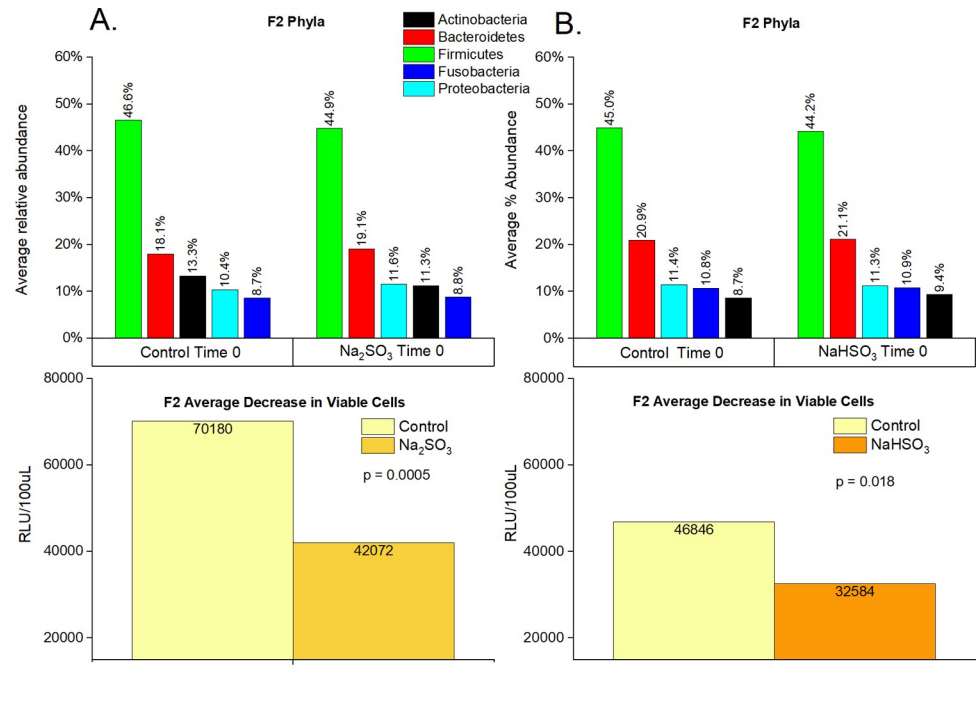 A.
F2 Phyla
Actinobacteria
Bacteroidetes
Firmicutes
Fusobacteria
Proteobacteria
Average relative abundance
60%
50%
40%
30%
20%
10%
0%
46.6%
18.1%
13.3%
10.4%
8.7%
44.9%
19.1%
11.6%
11.3%
8.8%
Control Time 0
Na₂SO₃ Time 0
B.
F2 Phyla
Average % Abundance
60%
50%
40%
30%
20%
10%
0%
45.0%
20.9%
11.4%
10.8%
8.7%
44.2%
21.1%
11.3%
10.9%
9.4%
Control Time 0
NaHSO₃ Time 0
80000
60000
40000
20000
RLU/100uL
F2 Average Decrease in Viable Cells
Control
Na₂SO₃
p = 0.0005
70180
42072
80000
60000
40000
20000
RLU/100uL
F2 Average Decrease in Viable Cells
Control
NaHSO₃
p = 0.018
46846
32584